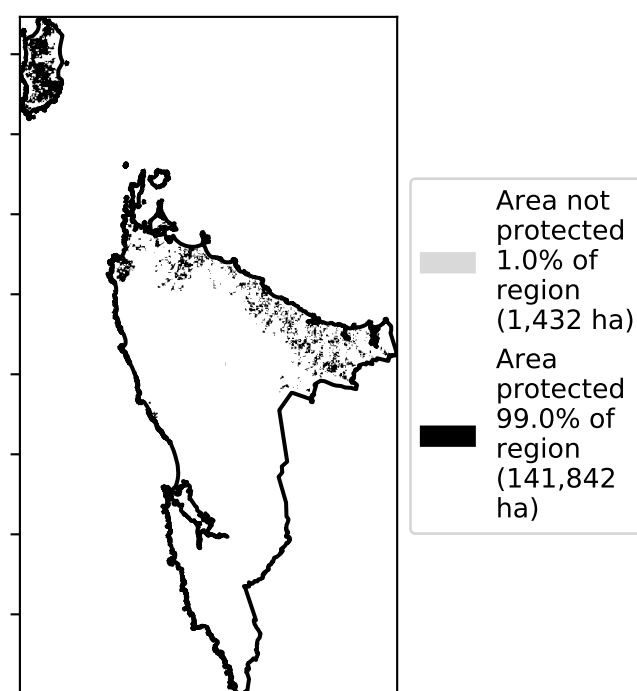 Area not
protected
1.0% of
region
(1,432 ha)
Area
protected
99.0% of
region
(141,842
ha)